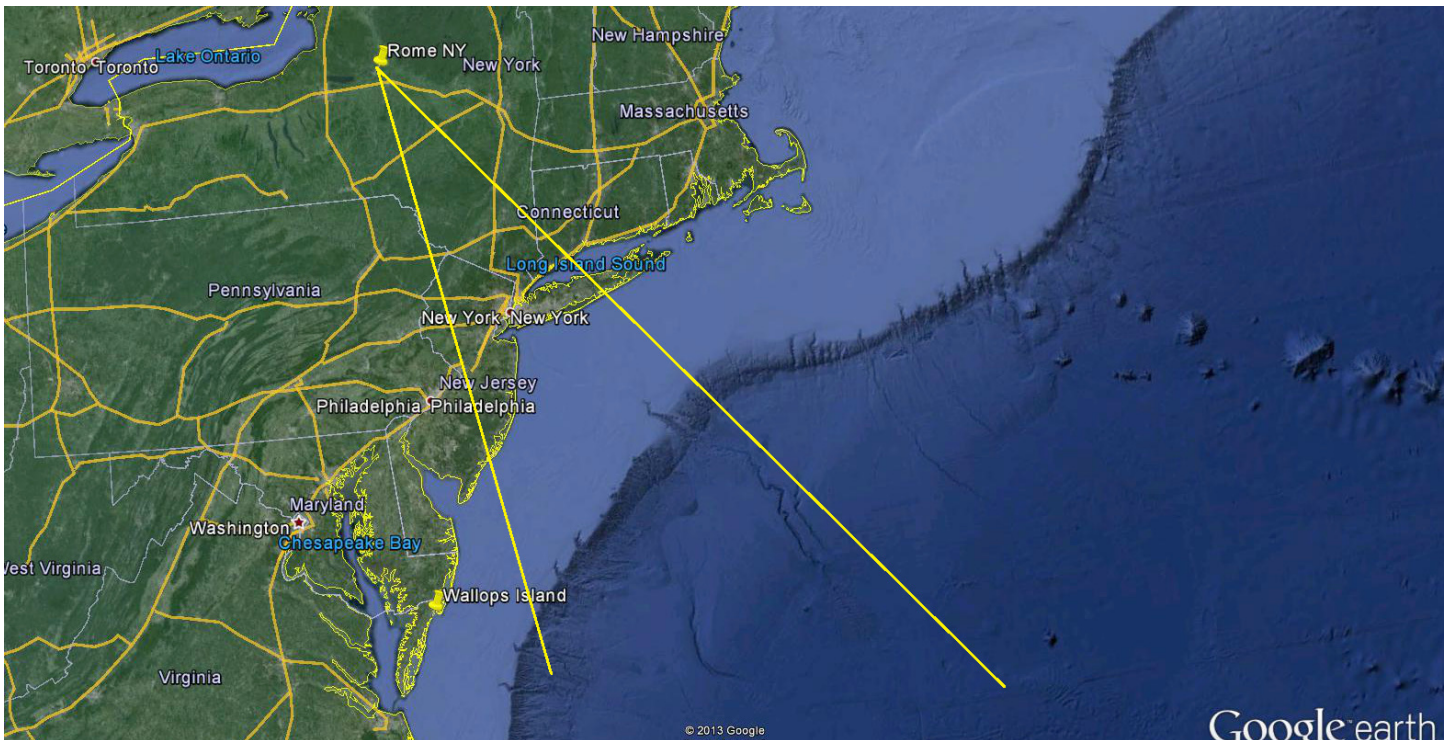 New Hampshire
Rome NY
Lake Ontario
Toronto Toronto
New York
Massachusetts
Connecticut
Long Island Sound
Pennsylvania
New York New York
New Jersey
Philadelphia Philadelphia
Maryland
Washington
Chesapeake Bay
West Virginia
Wallops Island
Virginia
© 2013 Google
Google earth